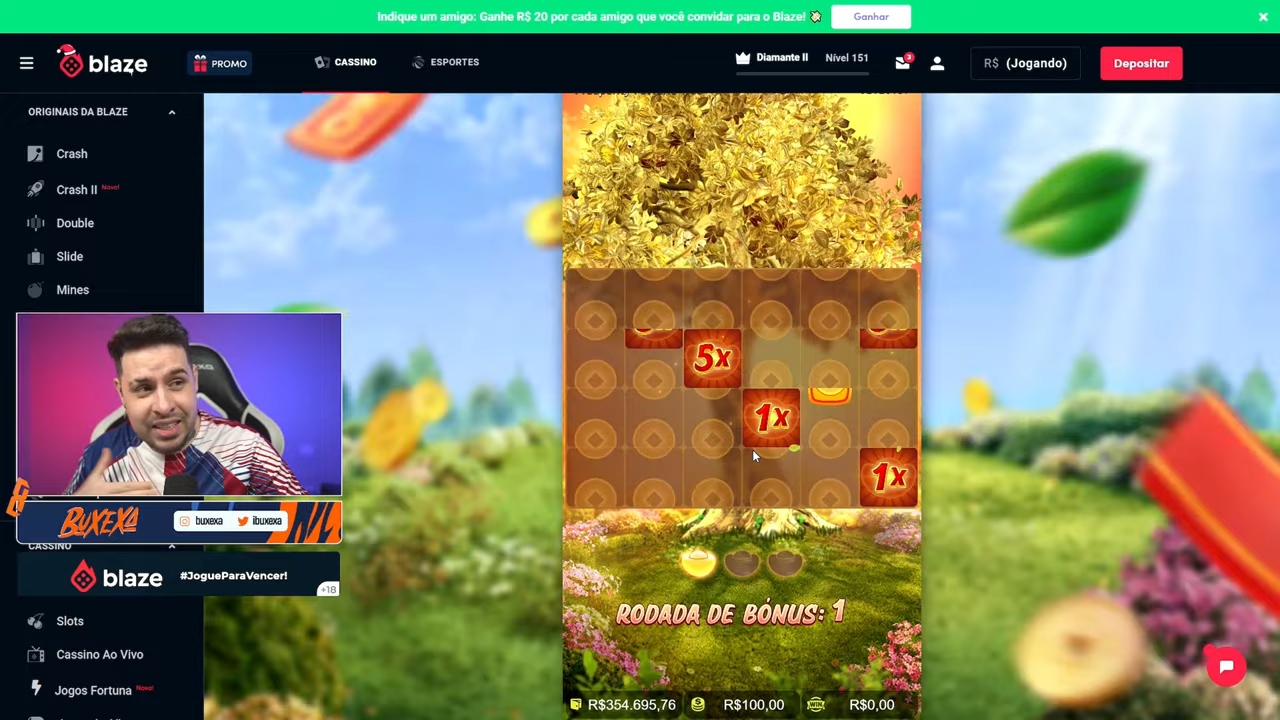 Indique um amigo: Ganhe R$ 20 por cada amigo que você convidar para o Blaze!
Ganhar
blaze
PROMO
CASSINO
ESPORTES
Diamante II
Nível 151
3
R$ (Jogando)
Depositar
ORIGINAIS DA BLAZE
Crash
Crash II Novo!
Double
Slide
Mines
5x
1x
1x
BUXEXA
buxexa
ibuxexa
CASSINO
blaze
#JogueParaVencer!
+18
Slots
Cassino Ao Vivo
Jogos Fortuna Novo!
RODADA DE BÓNUS: 1
R$354.695,76
R$100,00
WIN
R$0,00